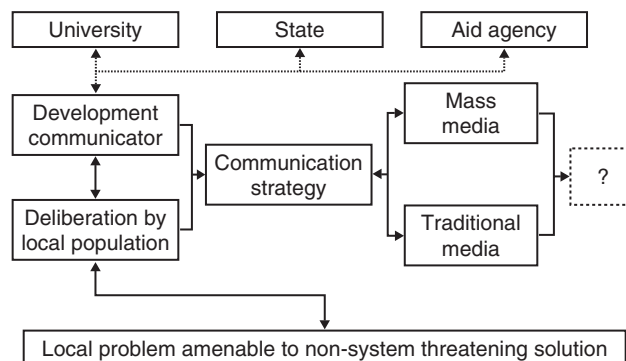 University
State
Aid agency
Development
communicator
Mass
media
Communication
strategy
?
Deliberation by
local population
Traditional
media
Local problem amenable to non-system threatening solution